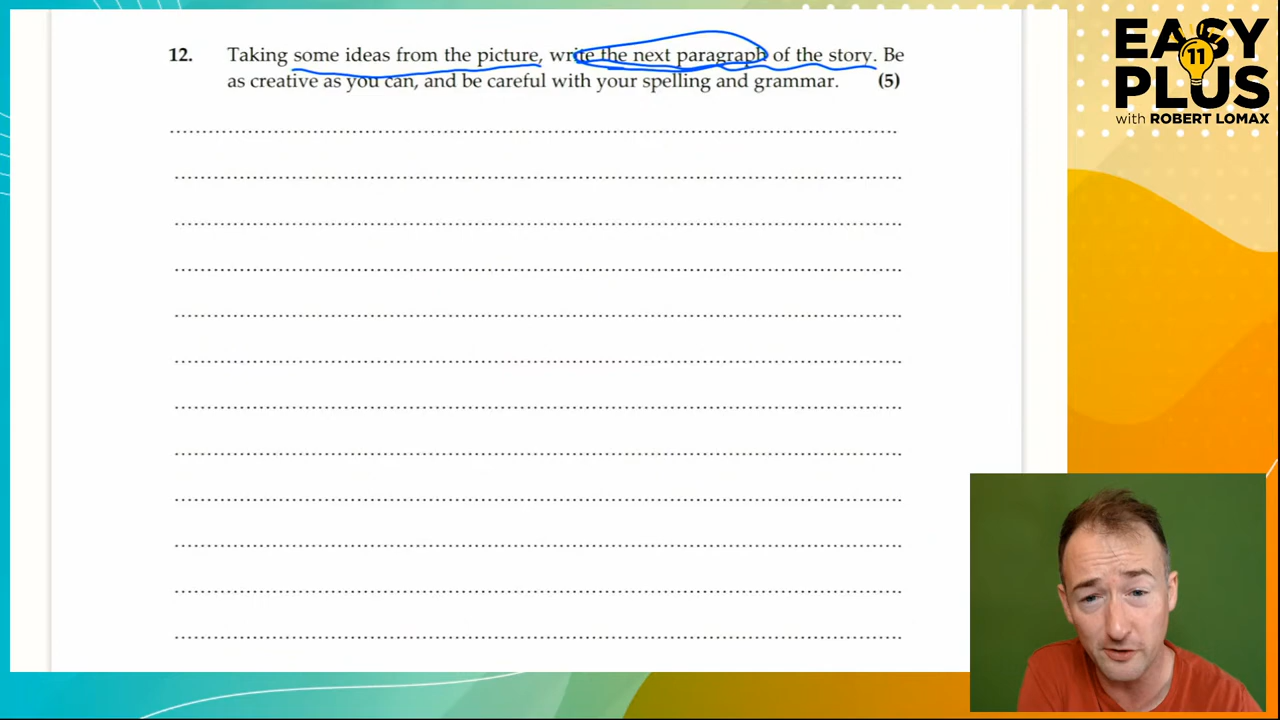 12. Taking some ideas from the picture, write the next paragraph of the story. Be
as creative as you can, and be careful with your spelling and grammar. (5)
EASY
11
PLUS
with ROBERT LOMAX